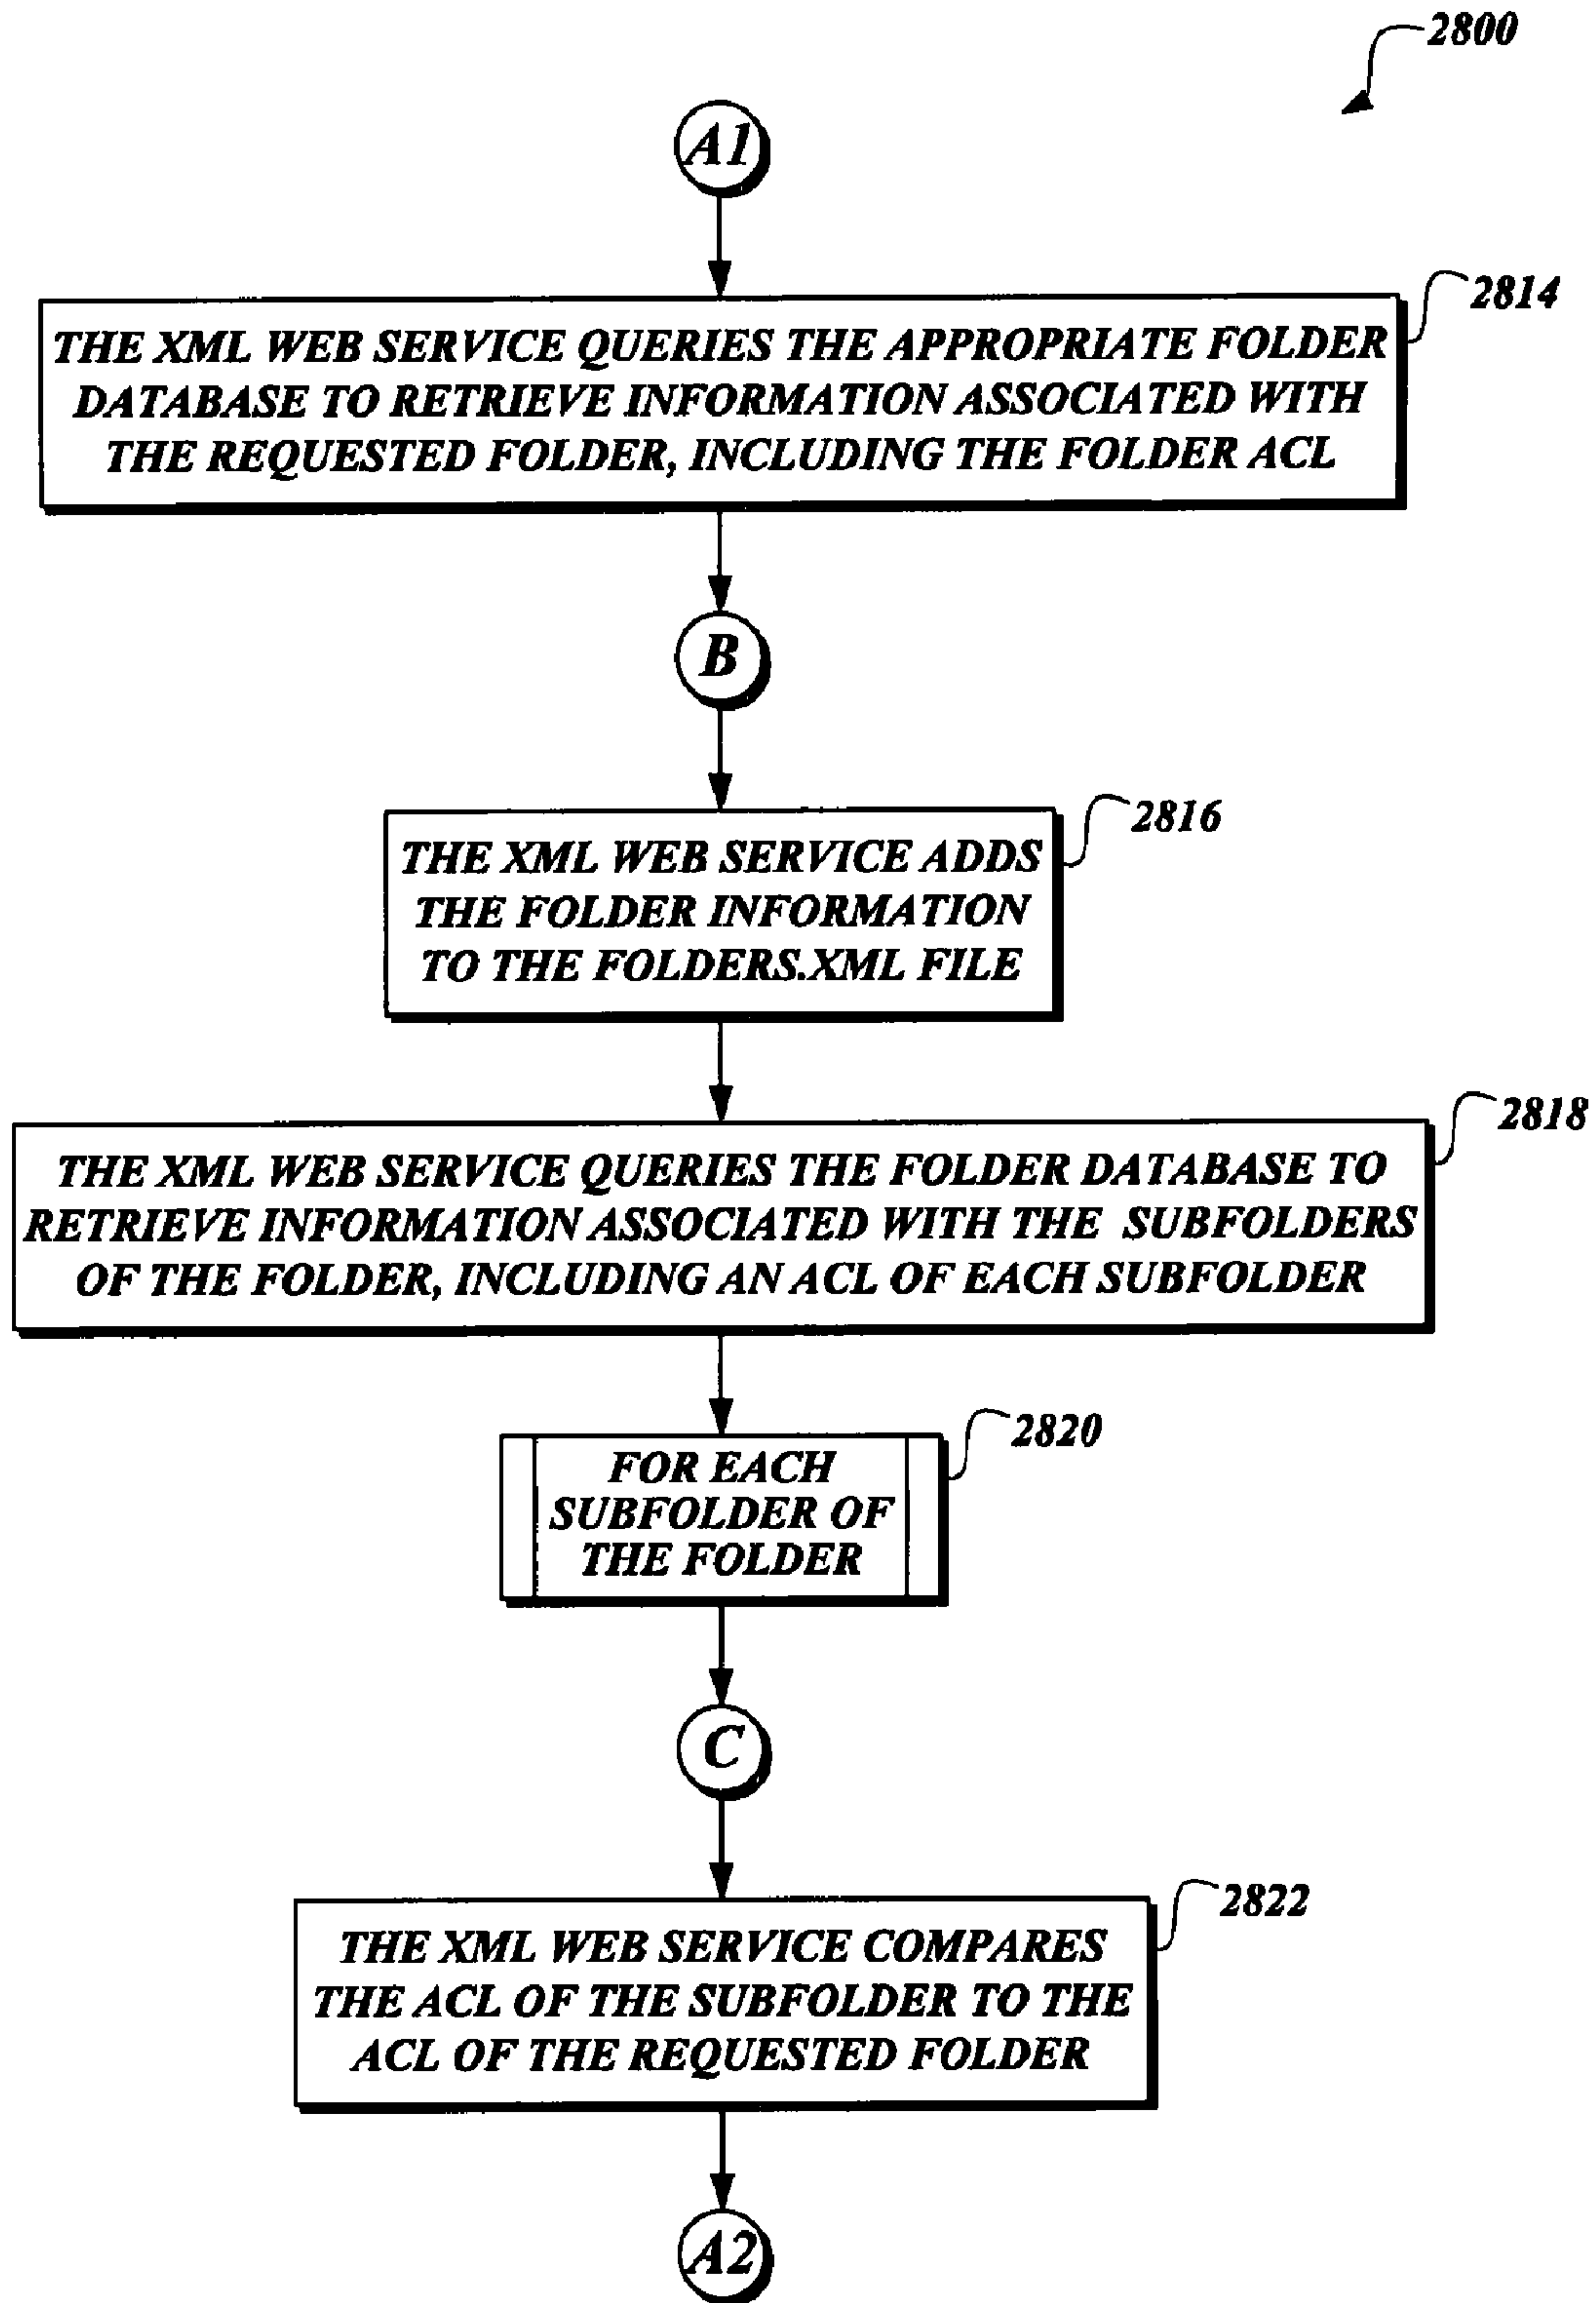 2800
A1
2814
THE XML WEB SERVICE QUERIES THE APPROPRIATE FOLDER
DATABASE TO RETRIEVE INFORMATION ASSOCIATED WITH
THE REQUESTED FOLDER, INCLUDING THE FOLDER ACL
B
2816
THE XML WEB SERVICE ADDS
THE FOLDER INFORMATION
TO THE FOLDERS.XML FILE
2818
THE XML WEB SERVICE QUERIES THE FOLDER DATABASE TO
RETRIEVE INFORMATION ASSOCIATED WITH THE SUBFOLDERS
OF THE FOLDER, INCLUDING AN ACL OF EACH SUBFOLDER
2820
FOR EACH
SUBFOLDER OF
THE FOLDER
C
2822
THE XML WEB SERVICE COMPARES
THE ACL OF THE SUBFOLDER TO THE
ACL OF THE REQUESTED FOLDER
A2